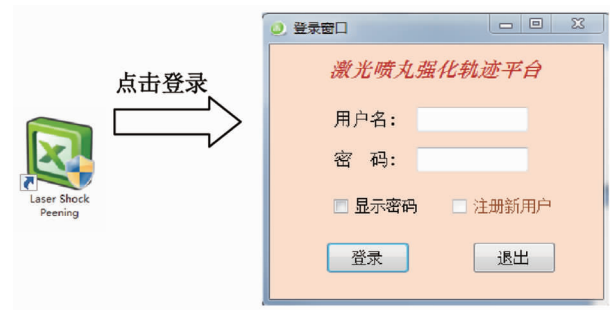 点击登录
Laser Shock
Peening
登录窗口
激光喷丸强化轨迹平台
用户名：
密 码：
显示密码
注册新用户
登录
退出